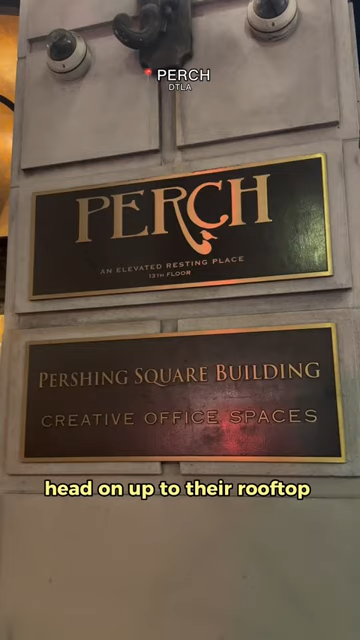 📍 PERCH
DTLA
PERCH
AN ELEVATED RESTING PLACE
13TH FLOOR
PERSHING SQUARE BUILDING
CREATIVE OFFICE SPACES
head on up to their rooftop